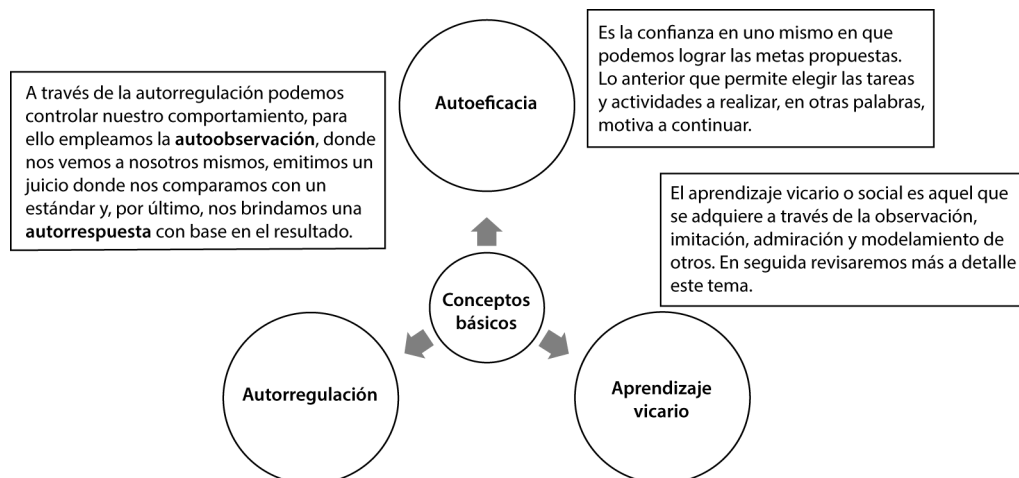 Autoeficacia
Es la confianza en uno mismo en que
podemos lograr las metas propuestas.
Lo anterior que permite elegir las tareas
y actividades a realizar, en otras palabras,
motiva a continuar.
A través de la autorregulación podemos
controlar nuestro comportamiento, para
ello empleamos la autoobservación, donde
nos vemos a nosotros mismos, emitimos un
juicio donde nos comparamos con un
estándar y, por último, nos brindamos una
autorrespuesta con base en el resultado.
El aprendizaje vicario o social es aquel que
se adquiere a través de la observación,
imitación, admiración y modelamiento de
otros. En seguida revisaremos más a detalle
este tema.
Conceptos
básicos
Autorregulación
Aprendizaje
vicario